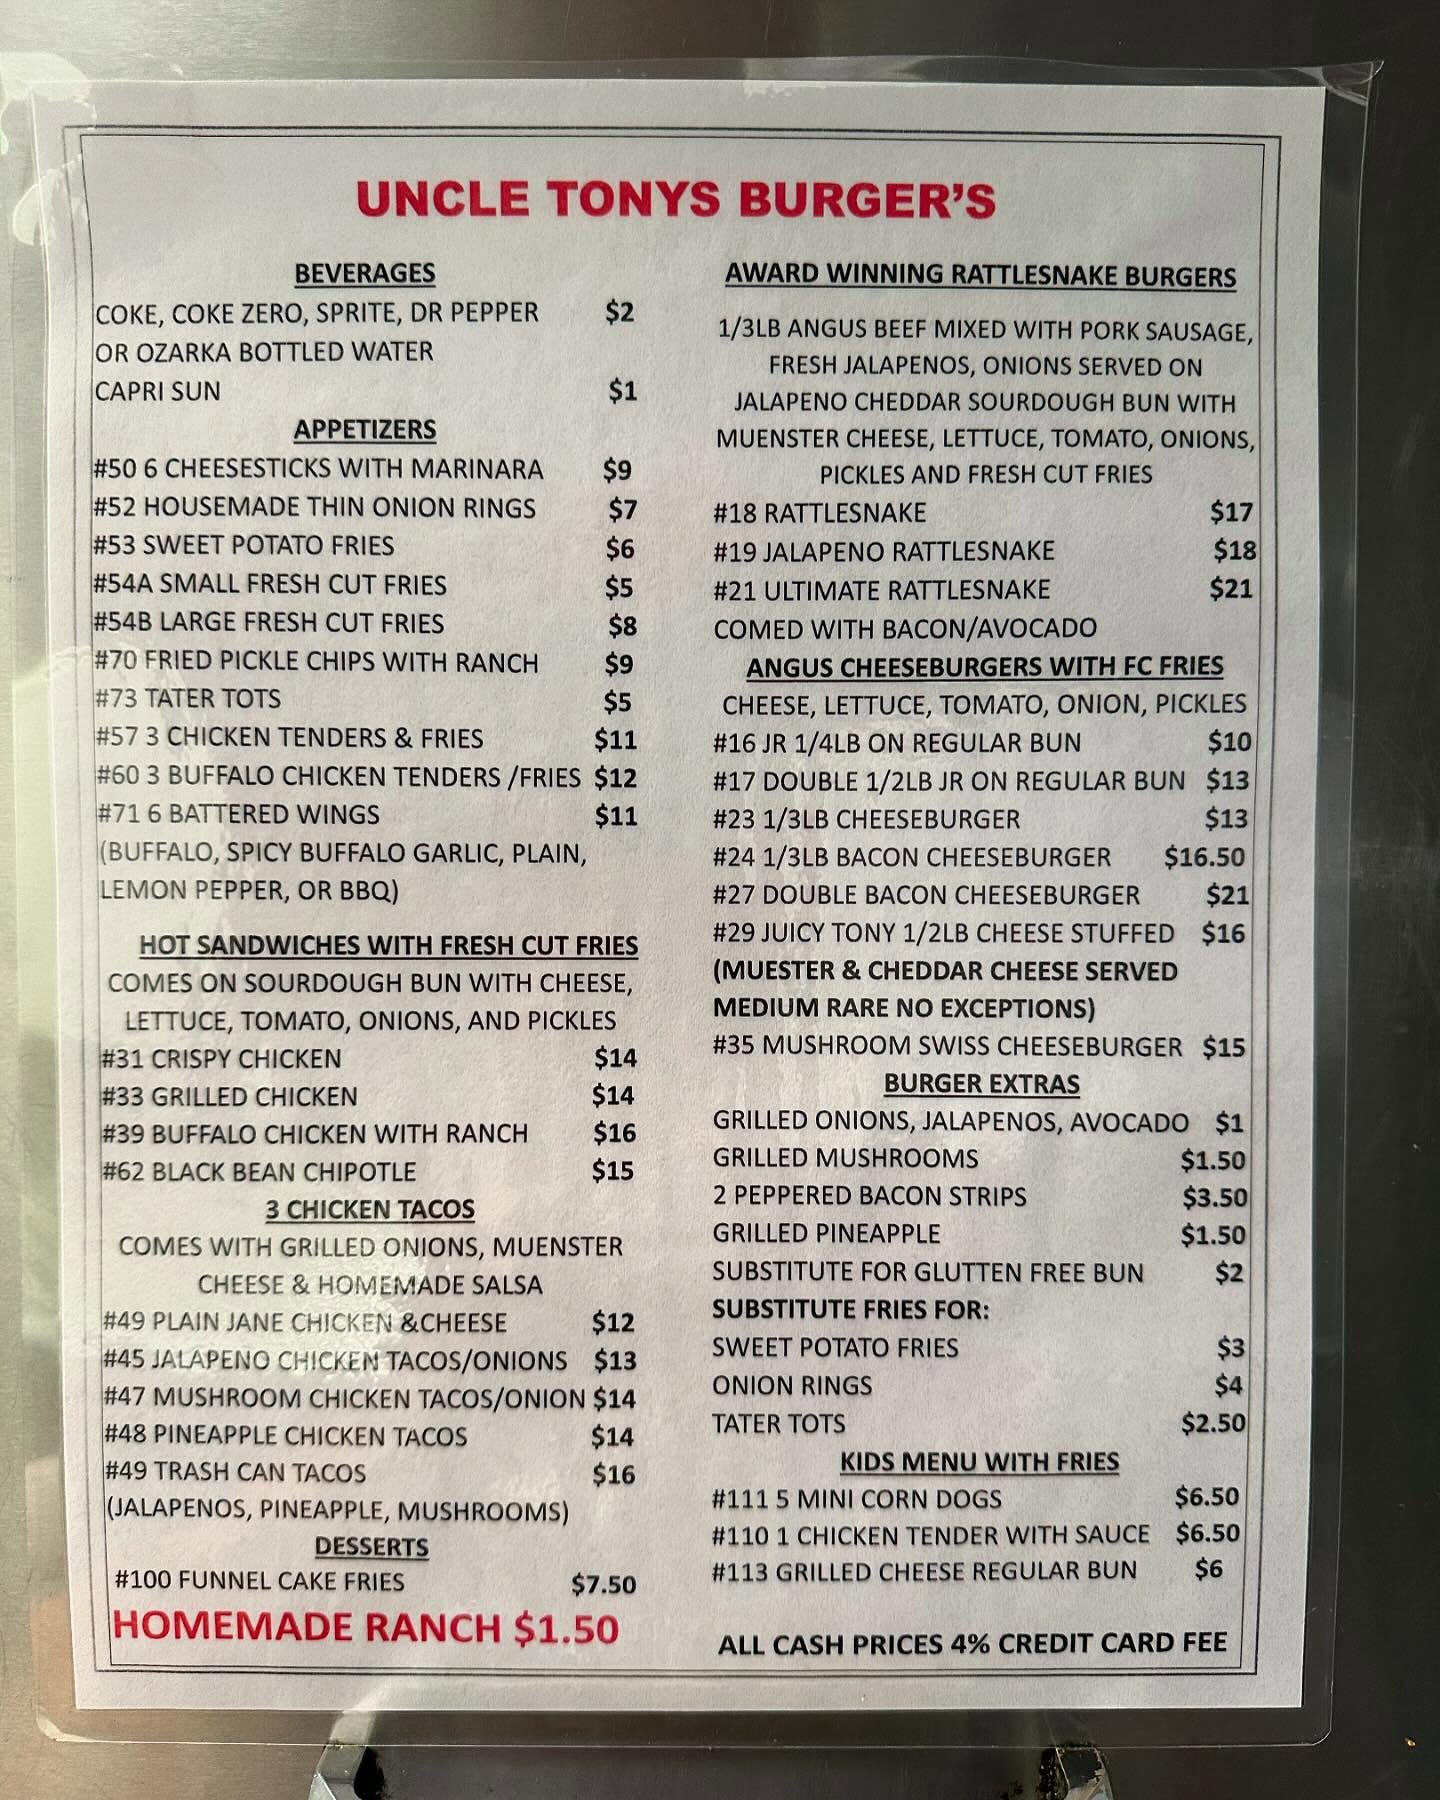 UNCLE TONYS BURGER'S
BEVERAGES
COKE, COKE ZERO, SPRITE, DR PEPPER $2
OR OZARKA BOTTLED WATER
CAPRI SUN $1
APPETIZERS
#50 6 CHEESESTICKS WITH MARINARA $9
#52 HOUSEMADE THIN ONION RINGS $7
#53 SWEET POTATO FRIES $6
#54A SMALL FRESH CUT FRIES $5
#54B LARGE FRESH CUT FRIES $8
#70 FRIED PICKLE CHIPS WITH RANCH $9
#73 TATER TOTS $5
#57 3 CHICKEN TENDERS & FRIES $11
#60 3 BUFFALO CHICKEN TENDERS /FRIES $12
#71 6 BATTERED WINGS $11
(BUFFALO, SPICY BUFFALO GARLIC, PLAIN,
LEMON PEPPER, OR BBQ)
HOT SANDWICHES WITH FRESH CUT FRIES
COMES ON SOURDOUGH BUN WITH CHEESE,
LETTUCE, TOMATO, ONIONS, AND PICKLES
#31 CRISPY CHICKEN $14
#33 GRILLED CHICKEN $14
#39 BUFFALO CHICKEN WITH RANCH $16
#62 BLACK BEAN CHIPOTLE $15
3 CHICKEN TACOS
COMES WITH GRILLED ONIONS, MUENSTER
CHEESE & HOMEMADE SALSA
#49 PLAIN JANE CHICKEN &CHEESE $12
#45 JALAPENO CHICKEN TACOS/ONIONS $13
#47 MUSHROOM CHICKEN TACOS/ONION $14
#48 PINEAPPLE CHICKEN TACOS $14
#49 TRASH CAN TACOS $16
(JALAPENOS, PINEAPPLE, MUSHROOMS)
DESSERTS
#100 FUNNEL CAKE FRIES $7.50
HOMEMADE RANCH $1.50
AWARD WINNING RATTLESNAKE BURGERS
1/3LB ANGUS BEEF MIXED WITH PORK SAUSAGE,
FRESH JALAPENOS, ONIONS SERVED ON
JALAPENO CHEDDAR SOURDOUGH BUN WITH
MUENSTER CHEESE, LETTUCE, TOMATO, ONIONS,
PICKLES AND FRESH CUT FRIES
#18 RATTLESNAKE $17
#19 JALAPENO RATTLESNAKE $18
#21 ULTIMATE RATTLESNAKE $21
COMED WITH BACON/AVOCADO
ANGUS CHEESEBURGERS WITH FC FRIES
CHEESE, LETTUCE, TOMATO, ONION, PICKLES
#16 JR 1/4LB ON REGULAR BUN $10
#17 DOUBLE 1/2LB JR ON REGULAR BUN $13
#23 1/3LB CHEESEBURGER $13
#24 1/3LB BACON CHEESEBURGER $16.50
#27 DOUBLE BACON CHEESEBURGER $21
#29 JUICY TONY 1/2LB CHEESE STUFFED $16
(MUESTER & CHEDDAR CHEESE SERVED
MEDIUM RARE NO EXCEPTIONS)
#35 MUSHROOM SWISS CHEESEBURGER $15
BURGER EXTRAS
GRILLED ONIONS, JALAPENOS, AVOCADO $1
GRILLED MUSHROOMS $1.50
2 PEPPERED BACON STRIPS $3.50
GRILLED PINEAPPLE $1.50
SUBSTITUTE FOR GLUTTEN FREE BUN $2
SUBSTITUTE FRIES FOR:
SWEET POTATO FRIES $3
ONION RINGS $4
TATER TOTS $2.50
KIDS MENU WITH FRIES
#111 5 MINI CORN DOGS $6.50
#110 1 CHICKEN TENDER WITH SAUCE $6.50
#113 GRILLED CHEESE REGULAR BUN $6
ALL CASH PRICES 4% CREDIT CARD FEE